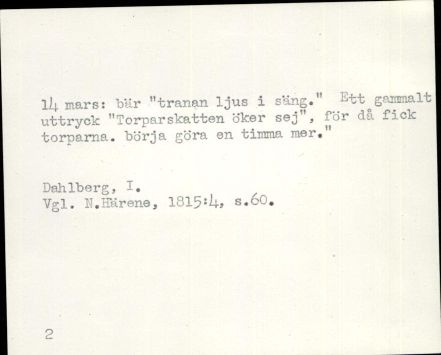 14 mars: bär "tranan ljus i säng." Ett gammalt
uttryck "Torparskatten öker sej", för då fick
torparna. börja göra en timma mer."
Dahlberg, I.
Vgl. N.Härene, 1815:4, s.60.
2